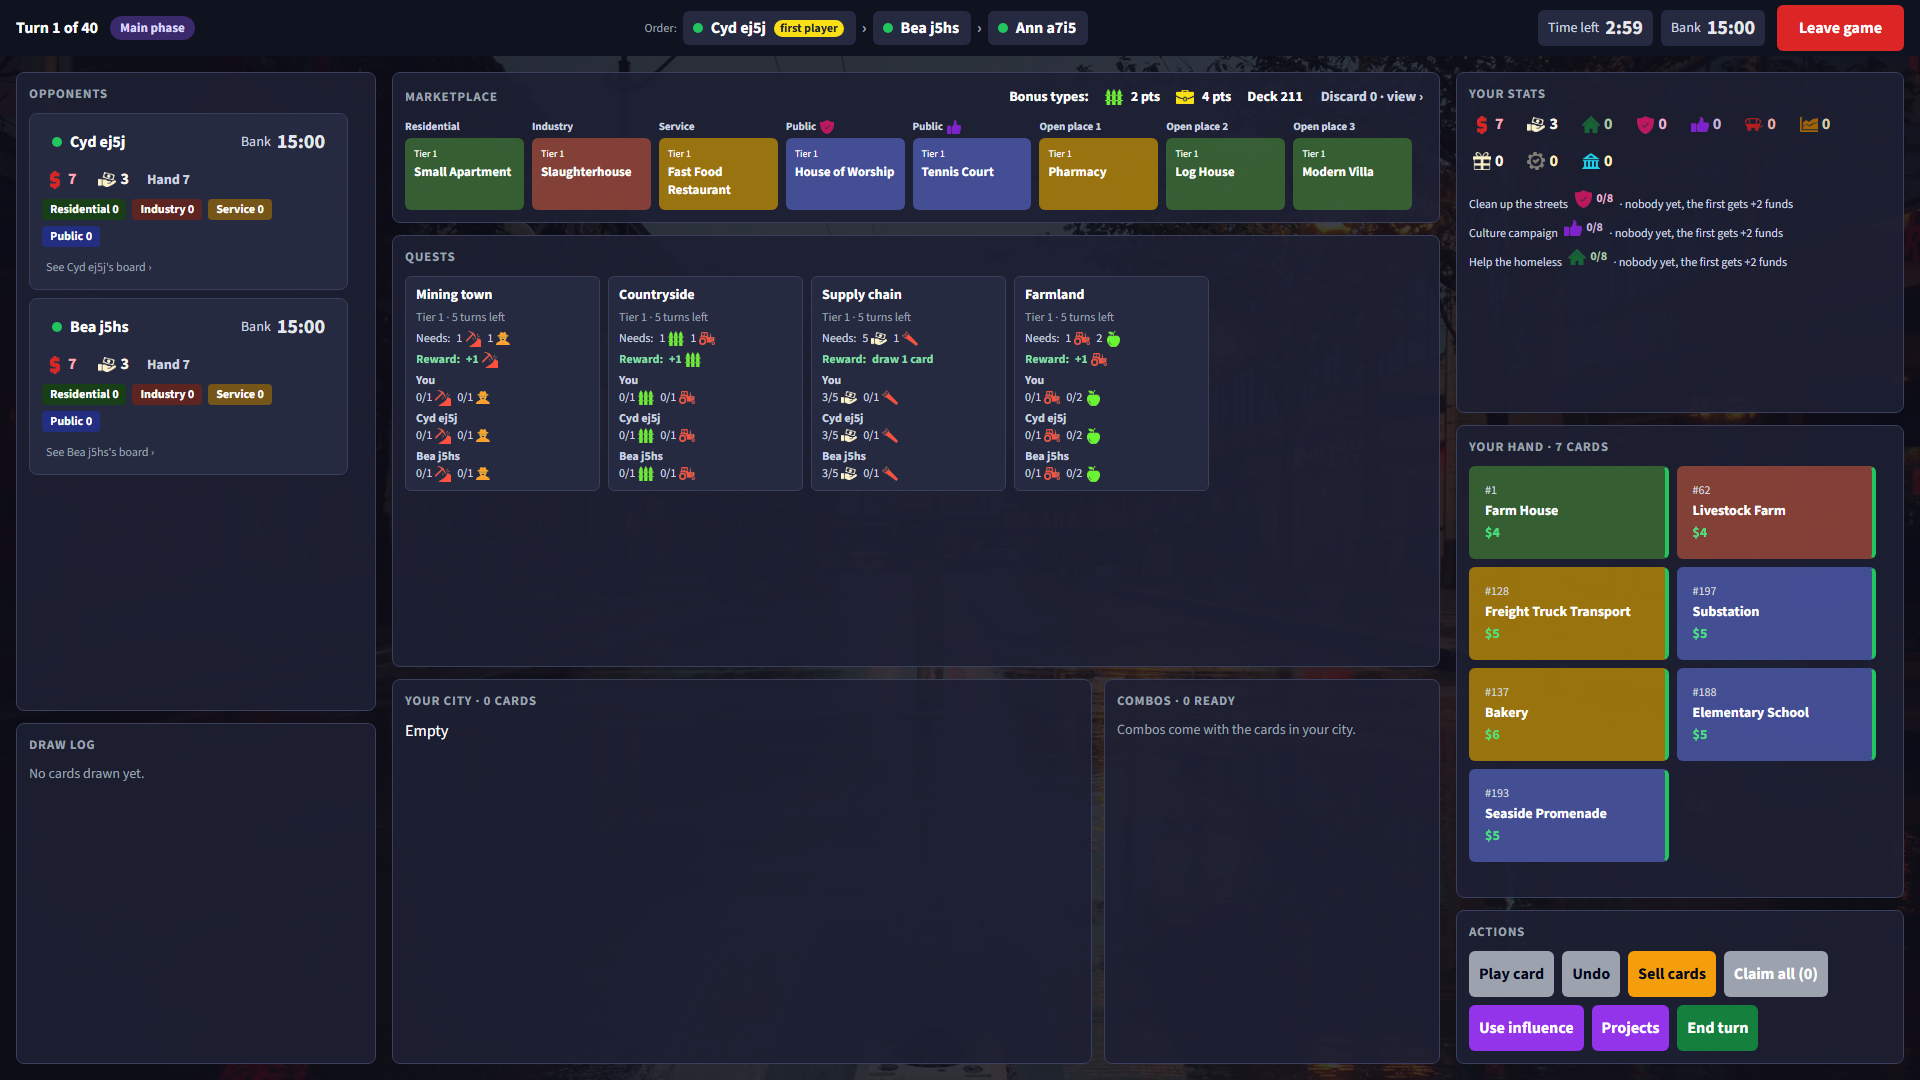 Turn 1 of 40 Main phase
Order: Cyd ej5j first player › Bea j5hs › Ann a7i5
Time left 2:59 Bank 15:00 Leave game
OPPONENTS
Cyd ej5j Bank 15:00
7 3 Hand 7
Residential 0 Industry 0 Service 0
Public 0
See Cyd ej5j's board ›
Bea j5hs Bank 15:00
7 3 Hand 7
Residential 0 Industry 0 Service 0
Public 0
See Bea j5hs's board ›
DRAW LOG
No cards drawn yet.
MARKETPLACE
Bonus types: 2 pts 4 pts Deck 211 Discard 0 · view ›
Residential Industry Service Public Public Open place 1 Open place 2 Open place 3
Tier 1 Tier 1 Tier 1 Tier 1 Tier 1 Tier 1 Tier 1 Tier 1
Small Apartment Slaughterhouse Fast Food House of Worship Tennis Court Pharmacy Log House Modern Villa
Restaurant
QUESTS
Mining town
Tier 1 · 5 turns left
Needs: 1 1
Reward: +1
You
0/1 0/1
Cyd ej5j
0/1 0/1
Bea j5hs
0/1 0/1
Countryside
Tier 1 · 5 turns left
Needs: 1 1
Reward: +1
You
0/1 0/1
Cyd ej5j
0/1 0/1
Bea j5hs
0/1 0/1
Supply chain
Tier 1 · 5 turns left
Needs: 5 1
Reward: draw 1 card
You
3/5 0/1
Cyd ej5j
3/5 0/1
Bea j5hs
3/5 0/1
Farmland
Tier 1 · 5 turns left
Needs: 1 2
Reward: +1
You
0/1 0/2
Cyd ej5j
0/1 0/2
Bea j5hs
0/1 0/2
YOUR CITY · 0 CARDS
Empty
COMBOS · 0 READY
Combos come with the cards in your city.
YOUR STATS
7 3 0 0 0 0 0
0 0 0
Clean up the streets 0/8 · nobody yet, the first gets +2 funds
Culture campaign 0/8 · nobody yet, the first gets +2 funds
Help the homeless 0/8 · nobody yet, the first gets +2 funds
YOUR HAND · 7 CARDS
#1
Farm House
$4
#62
Livestock Farm
$4
#128
Freight Truck Transport
$5
#197
Substation
$5
#137
Bakery
$6
#188
Elementary School
$5
#193
Seaside Promenade
$5
ACTIONS
Play card Undo Sell cards Claim all (0)
Use influence Projects End turn